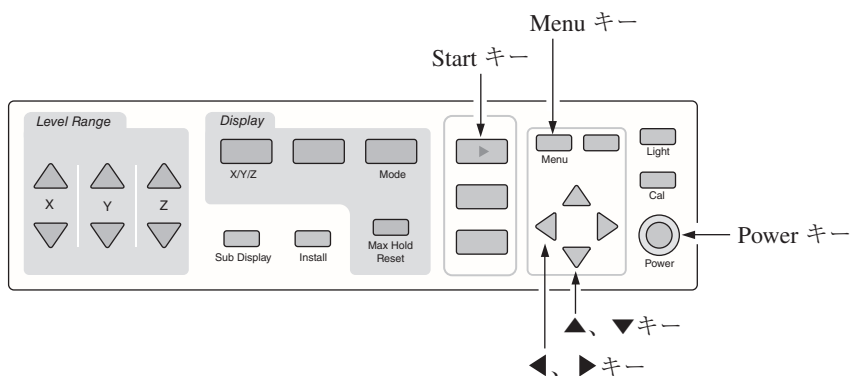 Menu キー
Start キー
Level Range
Display
X/Y/Z
Mode
Menu
Light
X
Y
Z
Cal
Sub Display
Install
Max Hold
Reset
Power
Power キー
▲、▼キー
◀、▶キー